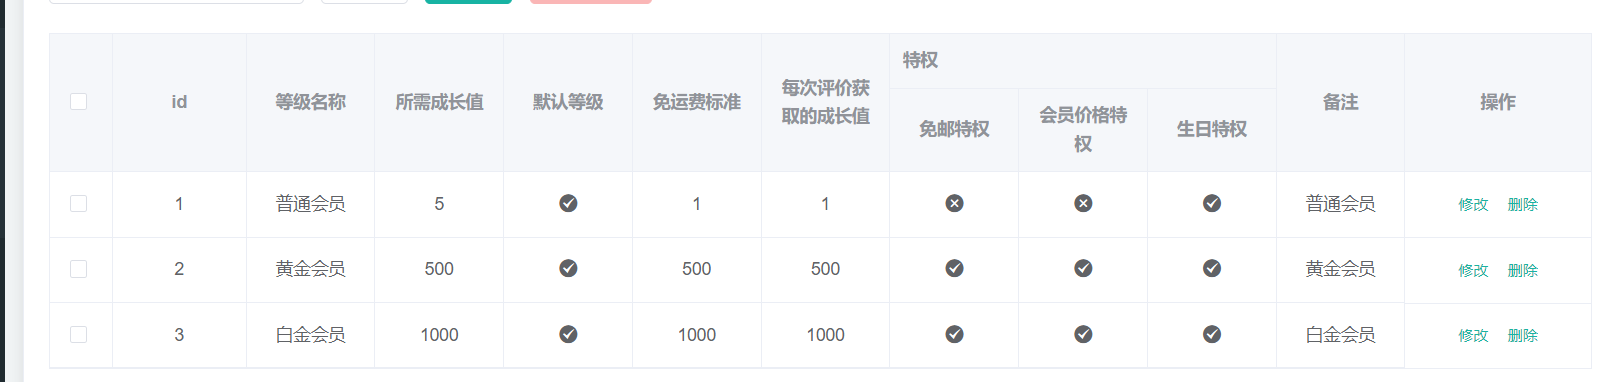 特权
id
等级名称
所需成长值
默认等级
免运费标准
每次评价获
取的成长值
免邮特权
会员价格特
权
生日特权
备注
操作
1 普通会员 5 1 1 普通会员 修改 删除
2 黄金会员 500 500 500 黄金会员 修改 删除
3 白金会员 1000 1000 1000 白金会员 修改 删除